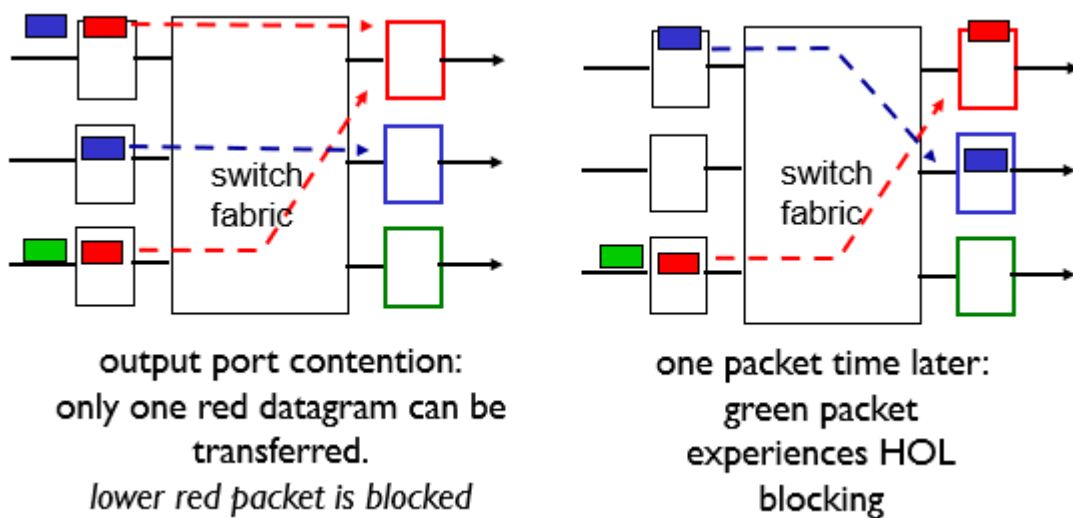 switch
fabric
output port contention:
only one red datagram can be
transferred.
lower red packet is blocked
switch
fabric
one packet time later:
green packet
experiences HOL
blocking